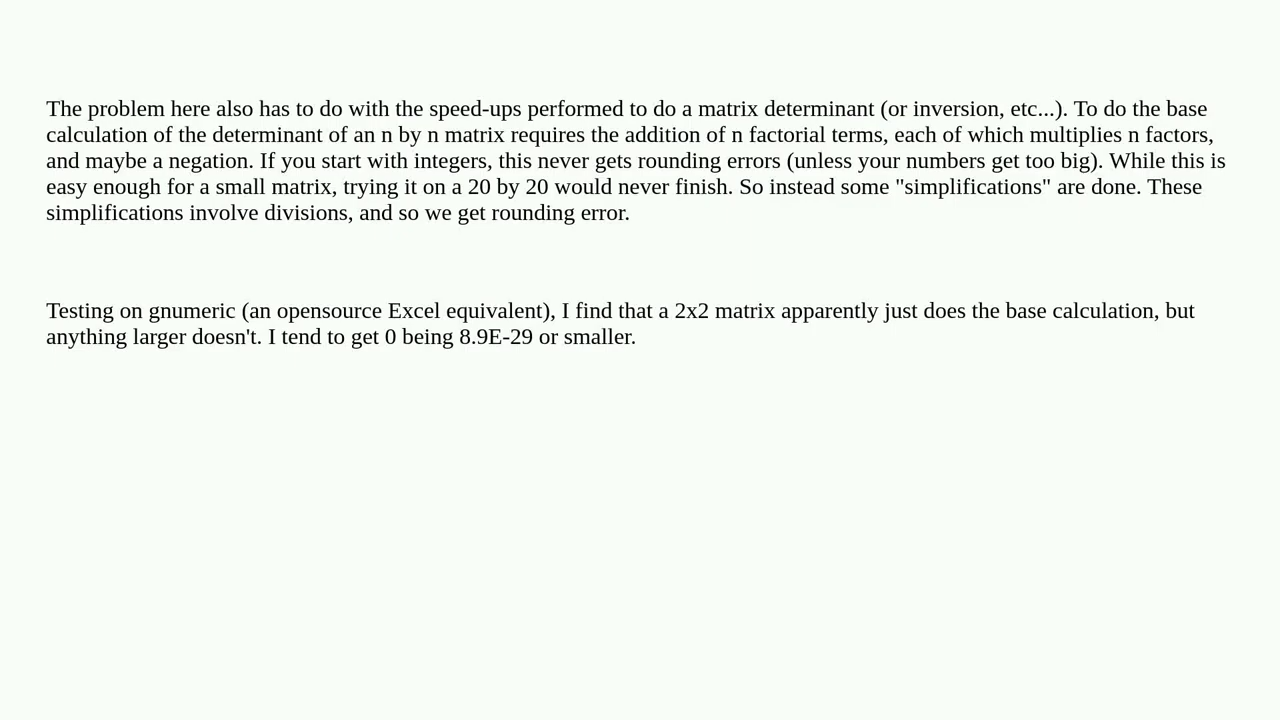 The problem here also has to do with the speed-ups performed to do a matrix determinant (or inversion, etc...). To do the base
calculation of the determinant of an n by n matrix requires the addition of n factorial terms, each of which multiplies n factors,
and maybe a negation. If you start with integers, this never gets rounding errors (unless your numbers get too big). While this is
easy enough for a small matrix, trying it on a 20 by 20 would never finish. So instead some "simplifications" are done. These
simplifications involve divisions, and so we get rounding error.
Testing on gnumeric (an opensource Excel equivalent), I find that a 2x2 matrix apparently just does the base calculation, but
anything larger doesn't. I tend to get 0 being 8.9E-29 or smaller.